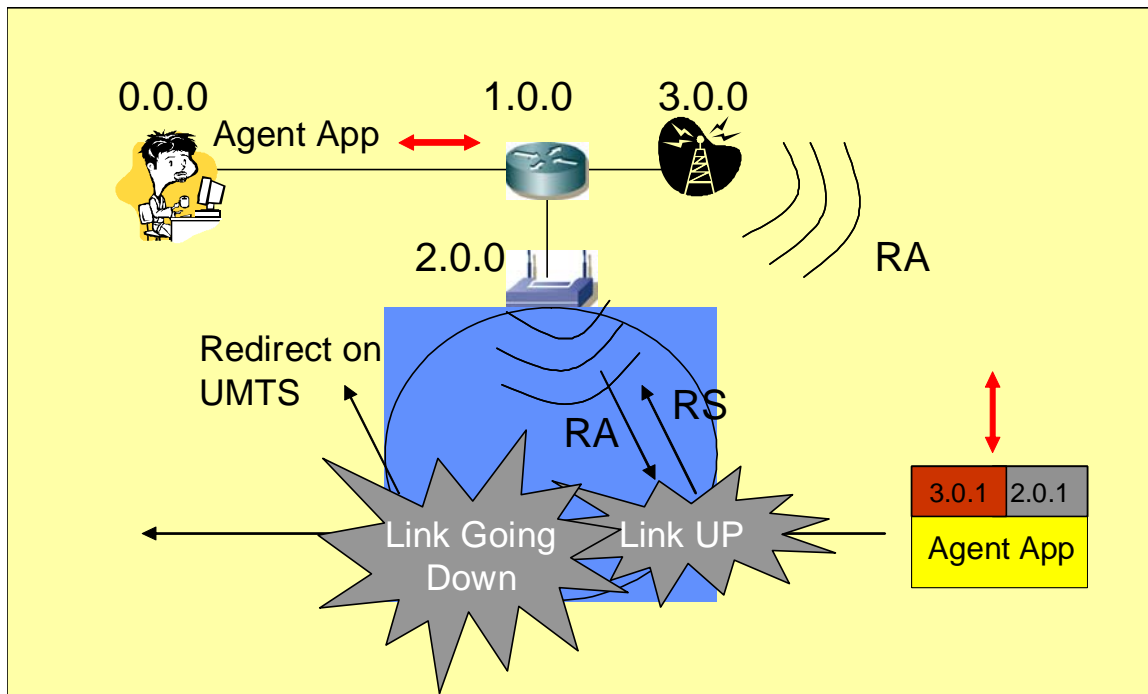 0.0.0
1.0.0
3.0.0
Agent App
2.0.0
RA
Redirect on
UMTS
RA
RS
3.0.1
2.0.1
Agent App
Link Going
Down
Link UP